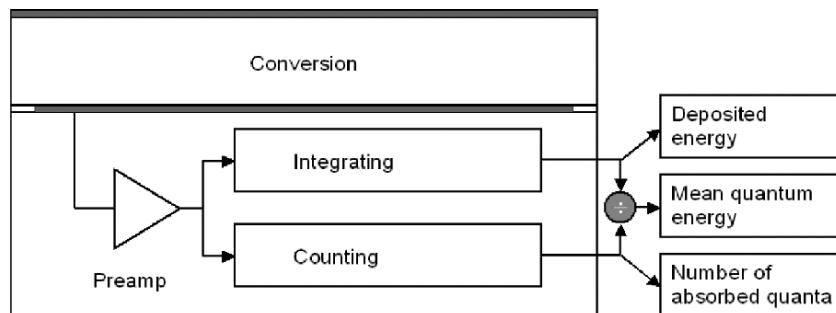 Conversion
Deposited
energy
Integrating
÷
Mean quantum
energy
Counting
Preamp
Number of
absorbed quanta